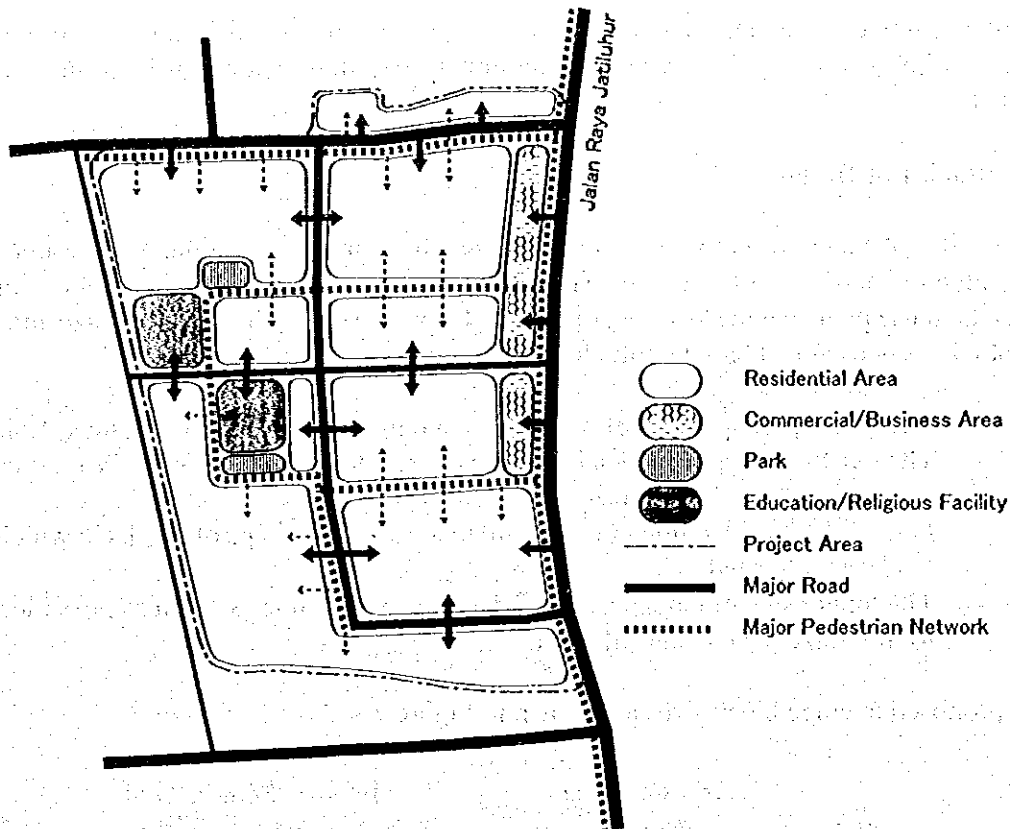 Jalan Raya Jatiluhur
Residential Area
Commercial/Business Area
Park
Education/Religious Facility
Project Area
Major Road
Major Pedestrian Network